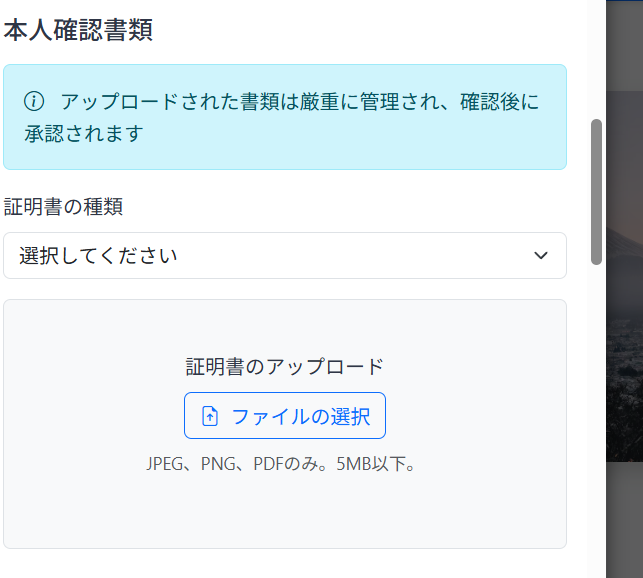 本人確認書類
アップロードされた書類は厳重に管理され、確認後に
承認されます
証明書の種類
選択してください
証明書のアップロード
ファイルの選択
JPEG、PNG、PDFのみ。5MB以下。